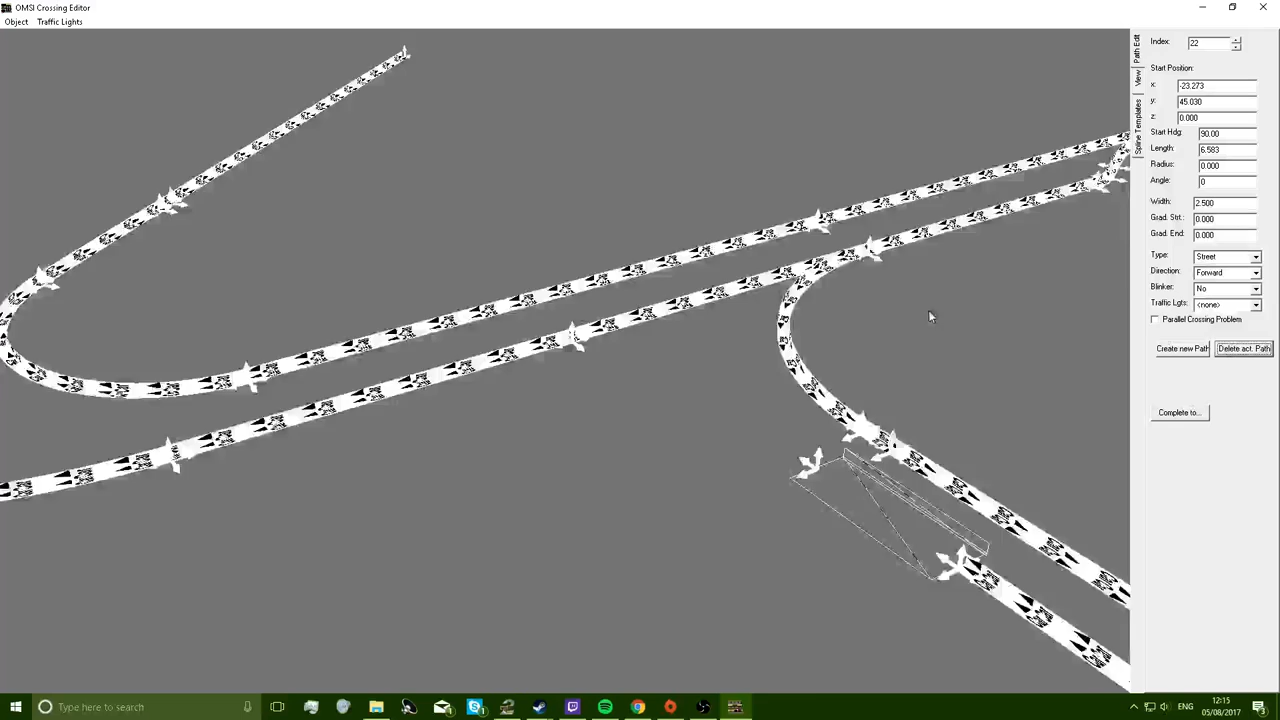 OMSI Crossing Editor
Object Traffic Lights
Path Edit
View
Spline Templates
Index: 22
Start Position:
x: -23.273
y: 45.030
z: 0.000
Start Hdg: 90.00
Length: 6.583
Radius: 0.000
Angle: 0
Width: 2.500
Grad. Strt.: 0.000
Grad. End: 0.000
Type: Street
Direction: Forward
Blinker: No
Traffic Lgts: <none>
Parallel Crossing Problem
Create new Path Delete act. Path
Complete to...
Type here to search
ENG
12:15
05/08/2017